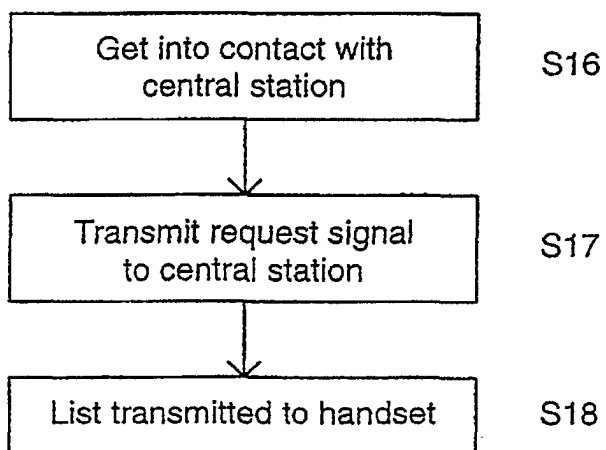 Get into contact with
central station
S16
Transmit request signal
to central station
S17
List transmitted to handset
S18